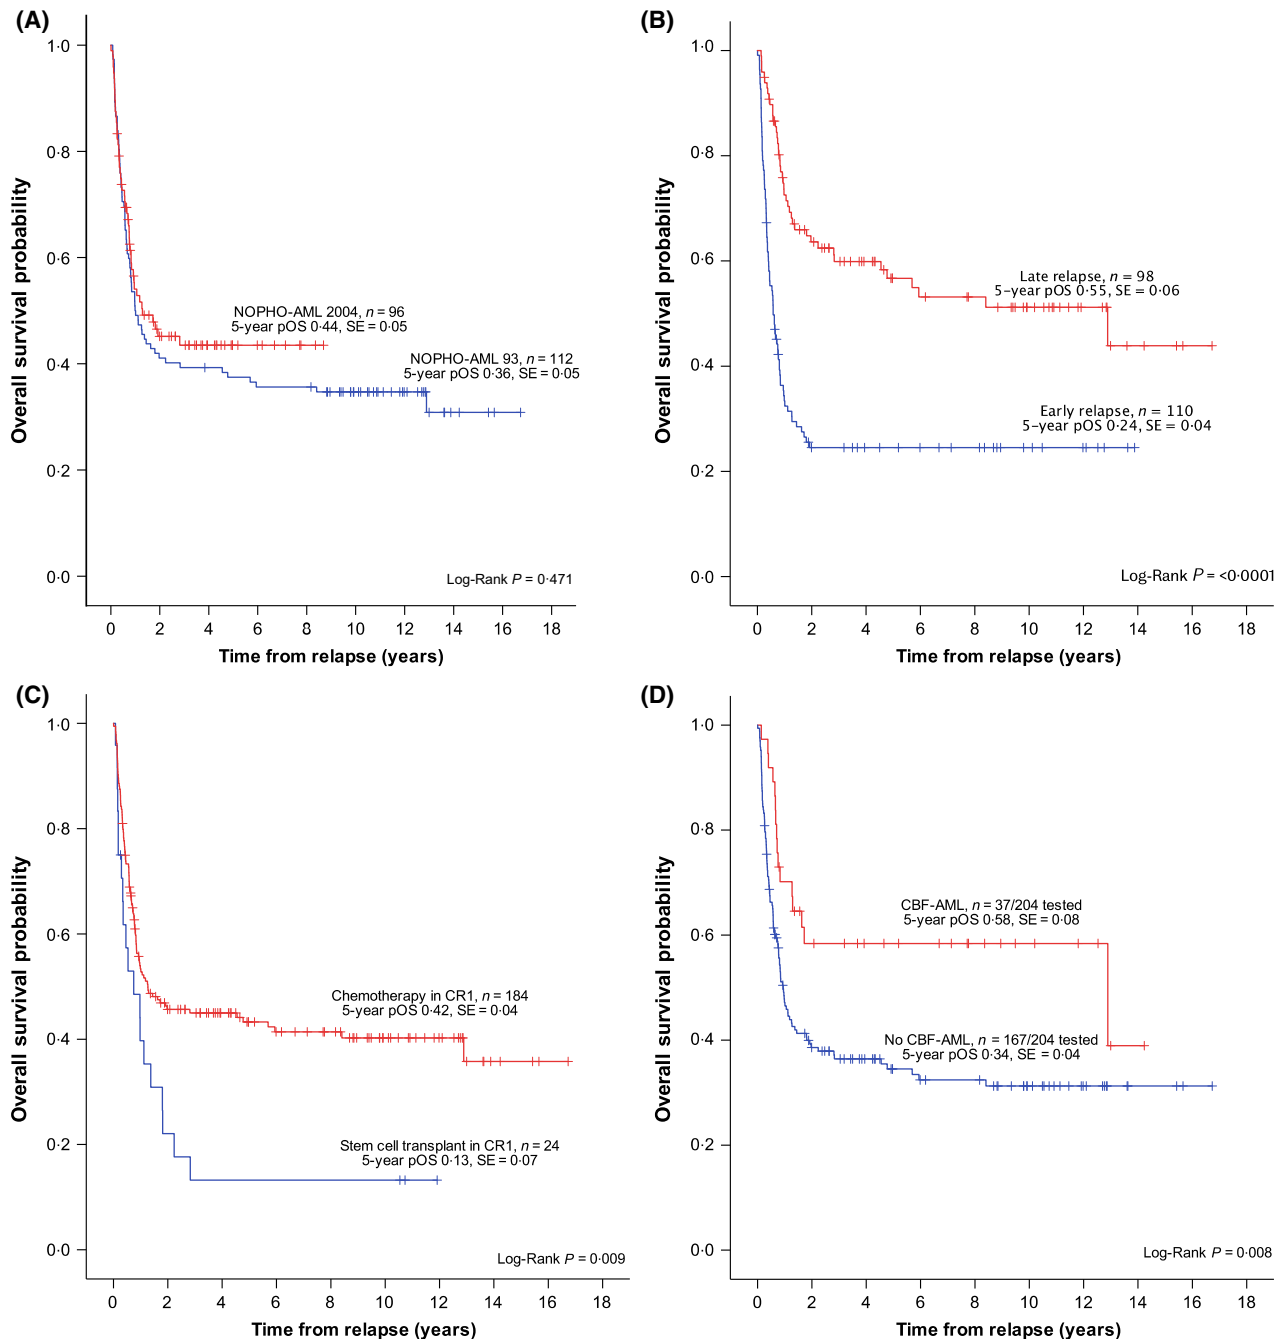 (A)
Overall survival probability
1·0
0·8
0·6
0·4
0·2
0·0
NOPHO-AML 2004, n = 96
5-year pOS 0·44, SE = 0·05
NOPHO-AML 93, n = 112
5-year pOS 0·36, SE = 0·05
Log-Rank P = 0·471
0 2 4 6 8 10 12 14 16 18
Time from relapse (years)
(B)
Overall survival probability
1·0
0·8
0·6
0·4
0·2
0·0
Late relapse, n = 98
5-year pOS 0·55, SE = 0·06
Early relapse, n = 110
5-year pOS 0·24, SE = 0·04
Log-Rank P = <0·0001
0 2 4 6 8 10 12 14 16 18
Time from relapse (years)
(C)
Overall survival probability
1·0
0·8
0·6
0·4
0·2
0·0
Chemotherapy in CR1, n = 184
5-year pOS 0·42, SE = 0·04
Stem cell transplant in CR1, n = 24
5-year pOS 0·13, SE = 0·07
Log-Rank P = 0·009
0 2 4 6 8 10 12 14 16 18
Time from relapse (years)
(D)
Overall survival probability
1·0
0·8
0·6
0·4
0·2
0·0
CBF-AML, n = 37/204 tested
5-year pOS 0·58, SE = 0·08
No CBF-AML, n = 167/204 tested
5-year pOS 0·34, SE = 0·04
Log-Rank P = 0·008
0 2 4 6 8 10 12 14 16 18
Time from relapse (years)